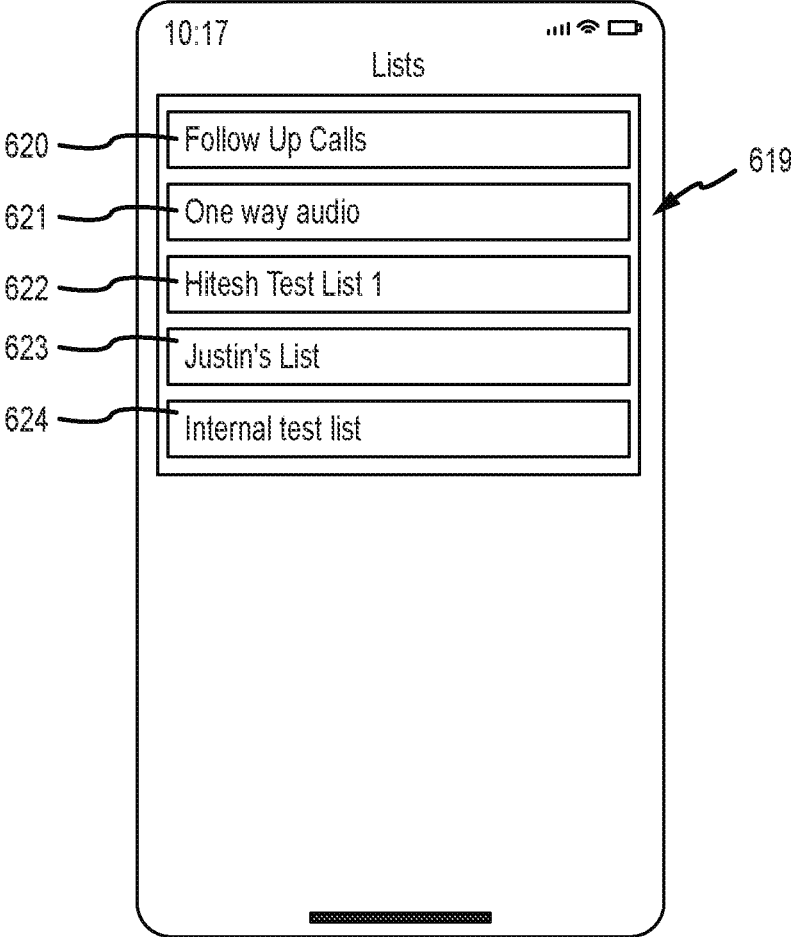 10:17
Lists
620
Follow Up Calls
619
621
One way audio
622
Hitesh Test List 1
623
Justin's List
624
Internal test list